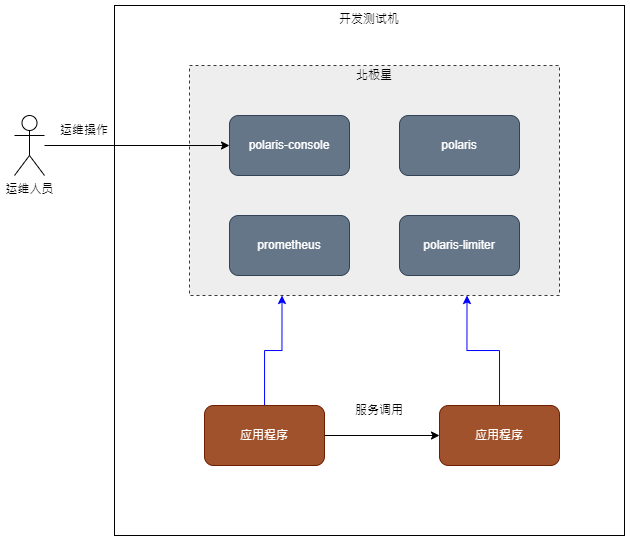 开发测试机
北极星
运维操作
polaris-console
polaris
运维人员
prometheus
polaris-limiter
服务调用
应用程序
应用程序